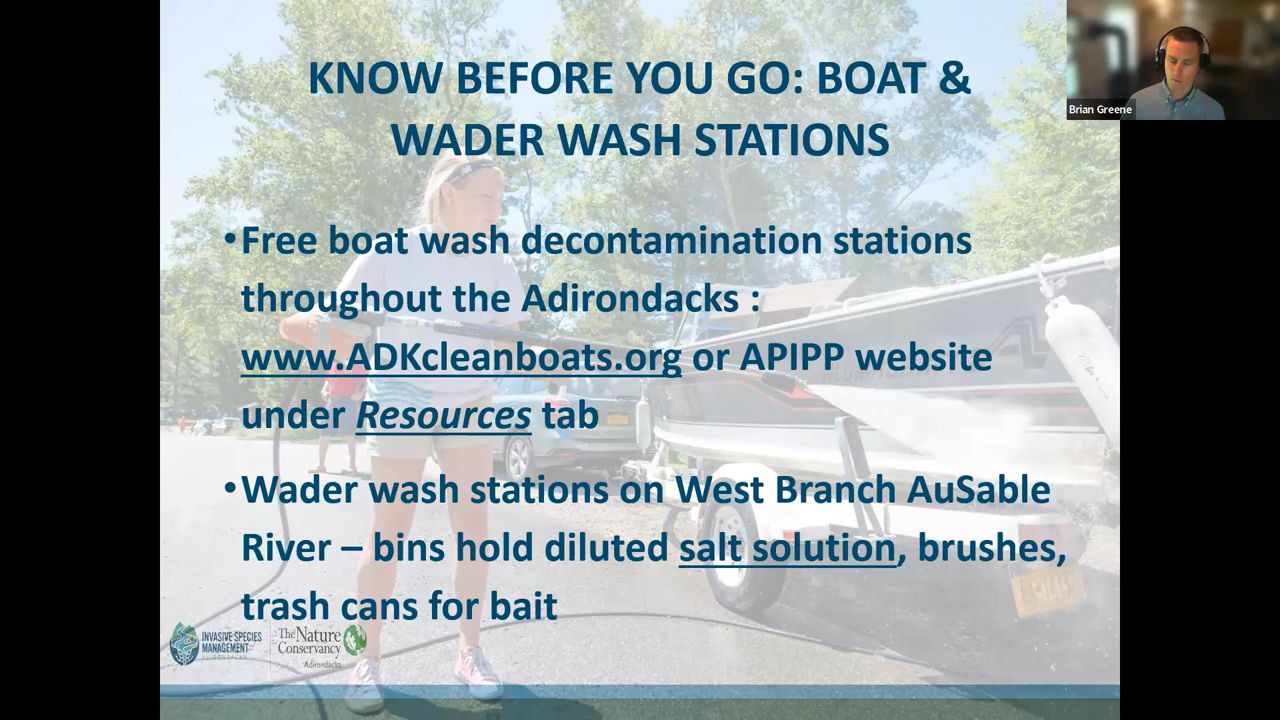 KNOW BEFORE YOU GO: BOAT &
WADER WASH STATIONS
Brian Greene
•Free boat wash decontamination stations
throughout the Adirondacks :
www.ADKcleanboats.org or APIPP website
under Resources tab
•Wader wash stations on West Branch AuSable
River – bins hold diluted salt solution, brushes,
trash cans for bait
INVASIVE SPECIES
MANAGEMENT
ADIRONDACKS
The Nature
Conservancy
Adirondacks